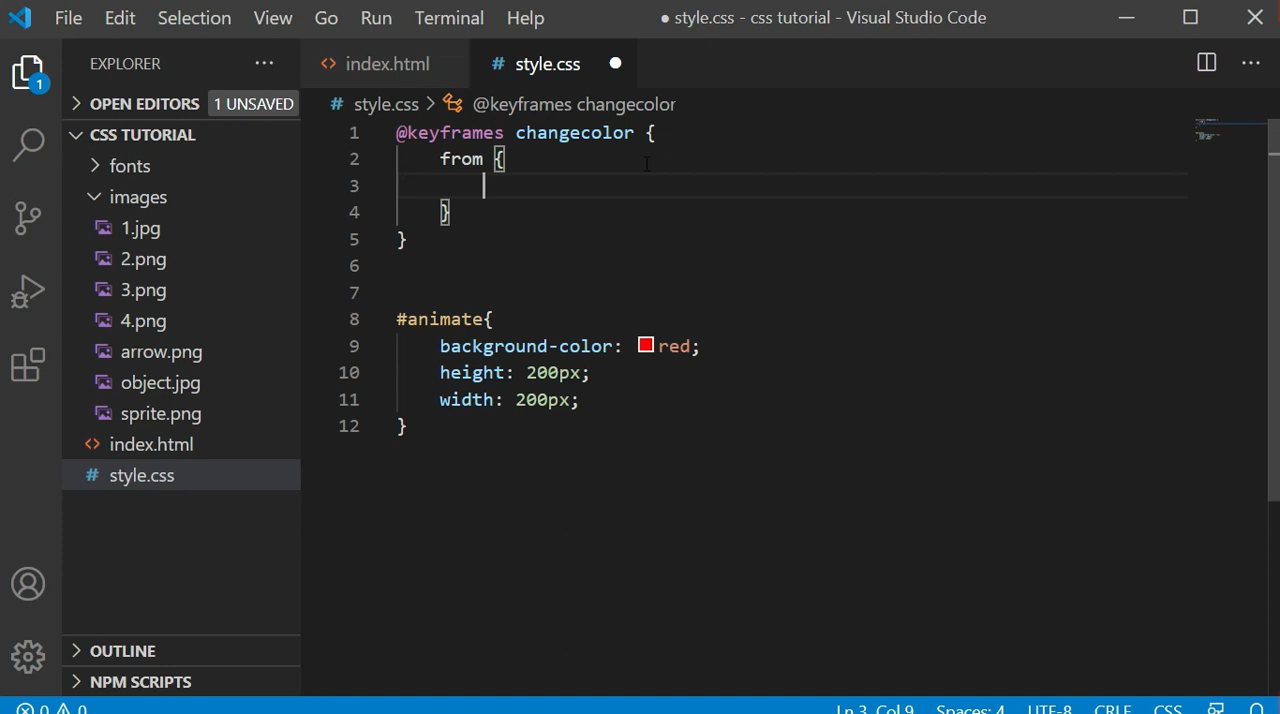 File Edit Selection View Go Run Terminal Help ● style.css - css tutorial - Visual Studio Code
EXPLORER ...
index.html
# style.css
1
OPEN EDITORS 1 UNSAVED
# style.css > @keyframes changecolor
CSS TUTORIAL
fonts
images
1.jpg
2.png
3.png
4.png
arrow.png
object.jpg
sprite.png
index.html
# style.css
1 @keyframes changecolor {
2 from {
3
4 }
5 }
6
7
8 #animate{
9 background-color: red;
10 height: 200px;
11 width: 200px;
12 }
OUTLINE
NPM SCRIPTS
0 0 Ln 3, Col 9 Spaces: 4 UTF-8 CRLF CSS